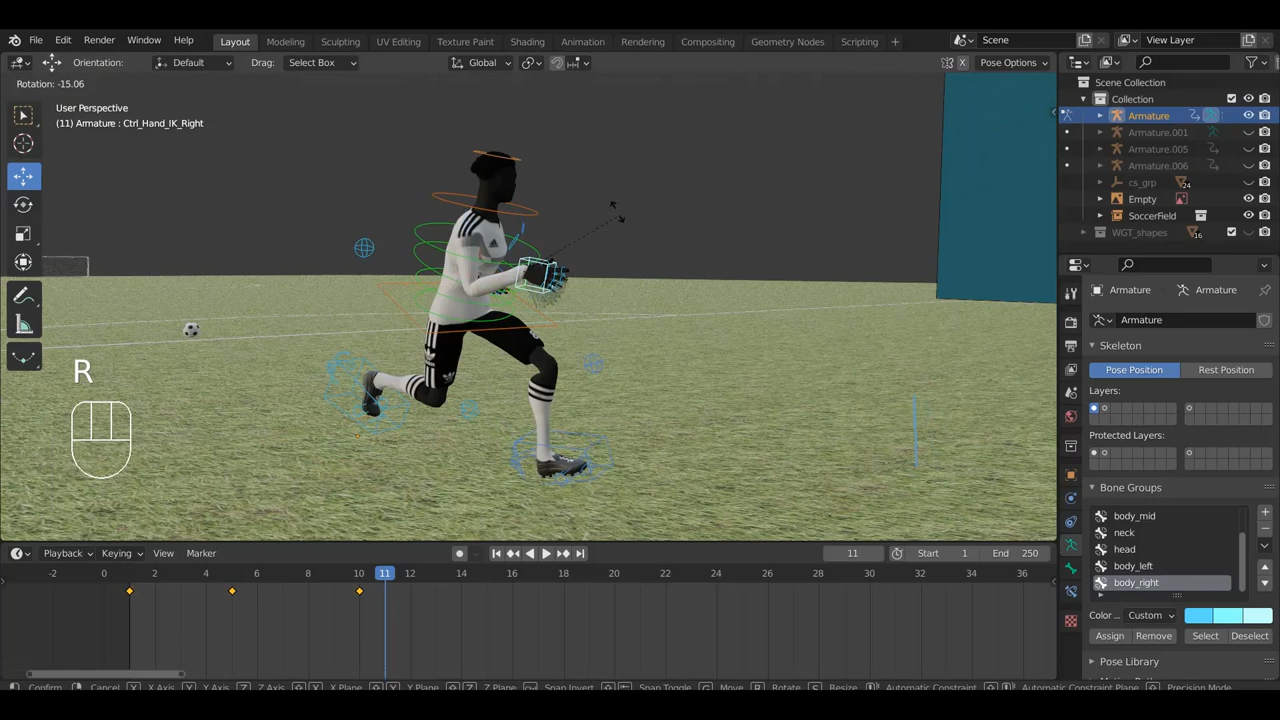 File Edit Render Window Help Layout Modeling Sculpting UV Editing Texture Paint Shading Animation Rendering Compositing Geometry Nodes Scripting + Scene View Layer
Orientation: Default Drag: Select Box Global X Pose Options
Rotation: -15.06
User Perspective
(11) Armature : Ctrl_Hand_IK_Right
R
Scene Collection
Collection
Armature
Armature.001
Armature.005
Armature.006
cs_grp 24
Empty
SoccerField
WGT_shapes 16
Armature Armature
Armature
Skeleton
Pose Position Rest Position
Layers:
Protected Layers:
Bone Groups
body_mid
neck
head
body_left
body_right
Color... Custom
Assign Remove Select Deselect
Pose Library
Playback Keying View Marker 11 Start 1 End 250
-2 0 2 4 6 8 10 11 12 14 16 18 20 22 24 26 28 30 32 34 36
Confirm Cancel X X Axis Y Y Axis Z Z Axis X X Plane Y Y Plane Z Z Plane Snap Invert Snap Toggle G Move R Rotate S Resize Automatic Constraint Automatic Constraint Plane Precision Mode